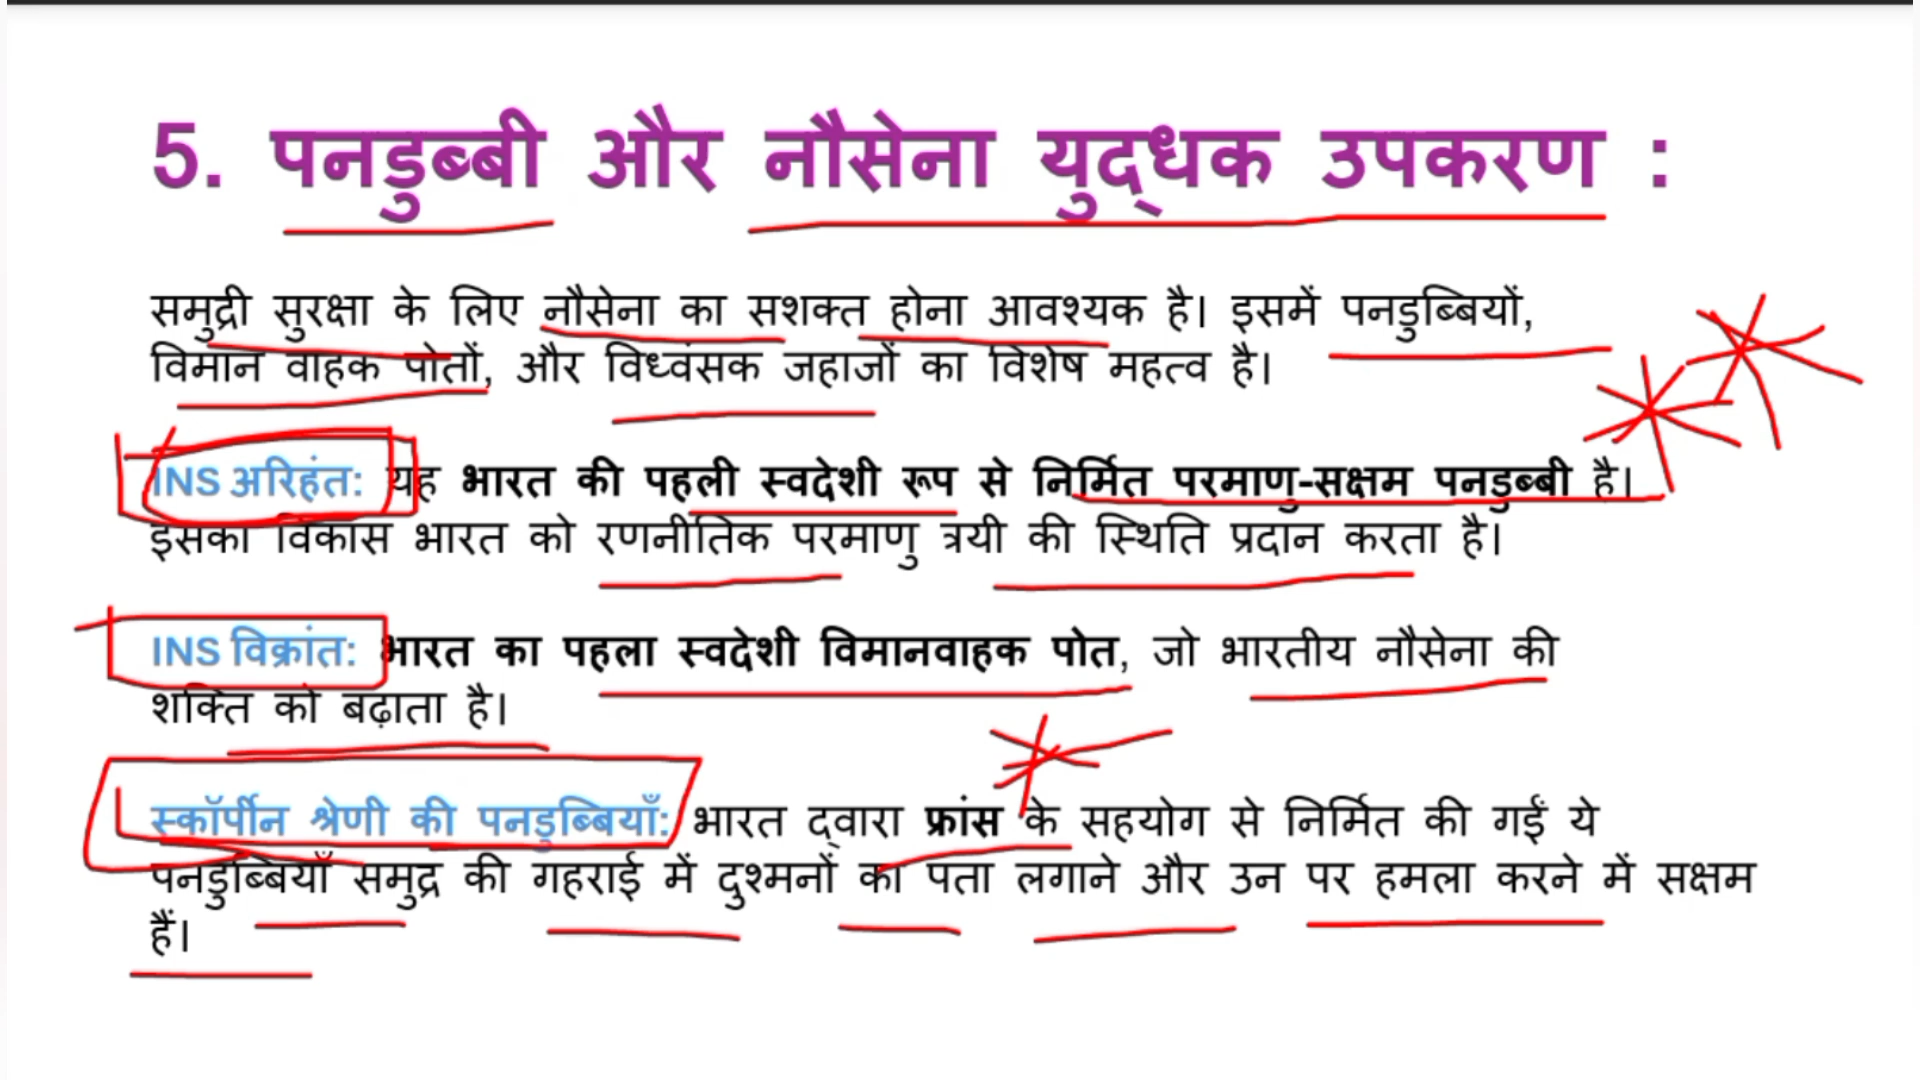 5. पनडुब्बी और नौसेना युद्धक उपकरण :
समुद्री सुरक्षा के लिए नौसेना का सशक्त होना आवश्यक है। इसमें पनडुब्बियों,
विमान वाहक पोतों, और विध्वंसक जहाजों का विशेष महत्व है।
INS अरिहंत: यह भारत की पहली स्वदेशी रूप से निर्मित परमाणु-सक्षम पनडुब्बी है।
इसका विकास भारत को रणनीतिक परमाणु त्रयी की स्थिति प्रदान करता है।
INS विक्रांत: भारत का पहला स्वदेशी विमानवाहक पोत, जो भारतीय नौसेना की
शक्ति को बढ़ाता है।
स्कॉर्पीन श्रेणी की पनडुब्बियाँ: भारत द्वारा फ्रांस के सहयोग से निर्मित की गईं ये
पनडुब्बियाँ समुद्र की गहराई में दुश्मनों का पता लगाने और उन पर हमला करने में सक्षम
हैं।